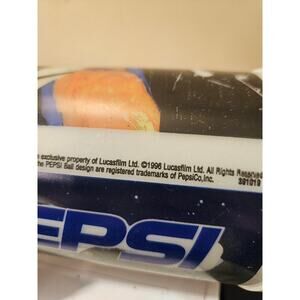 exclusive property of Lucasfilm Ltd. ©1996 Lucasfilm Ltd. All Rights Reserved
the PEPSI Ball design are registered trademarks of PepsiCo, Inc. 391019
EPSI